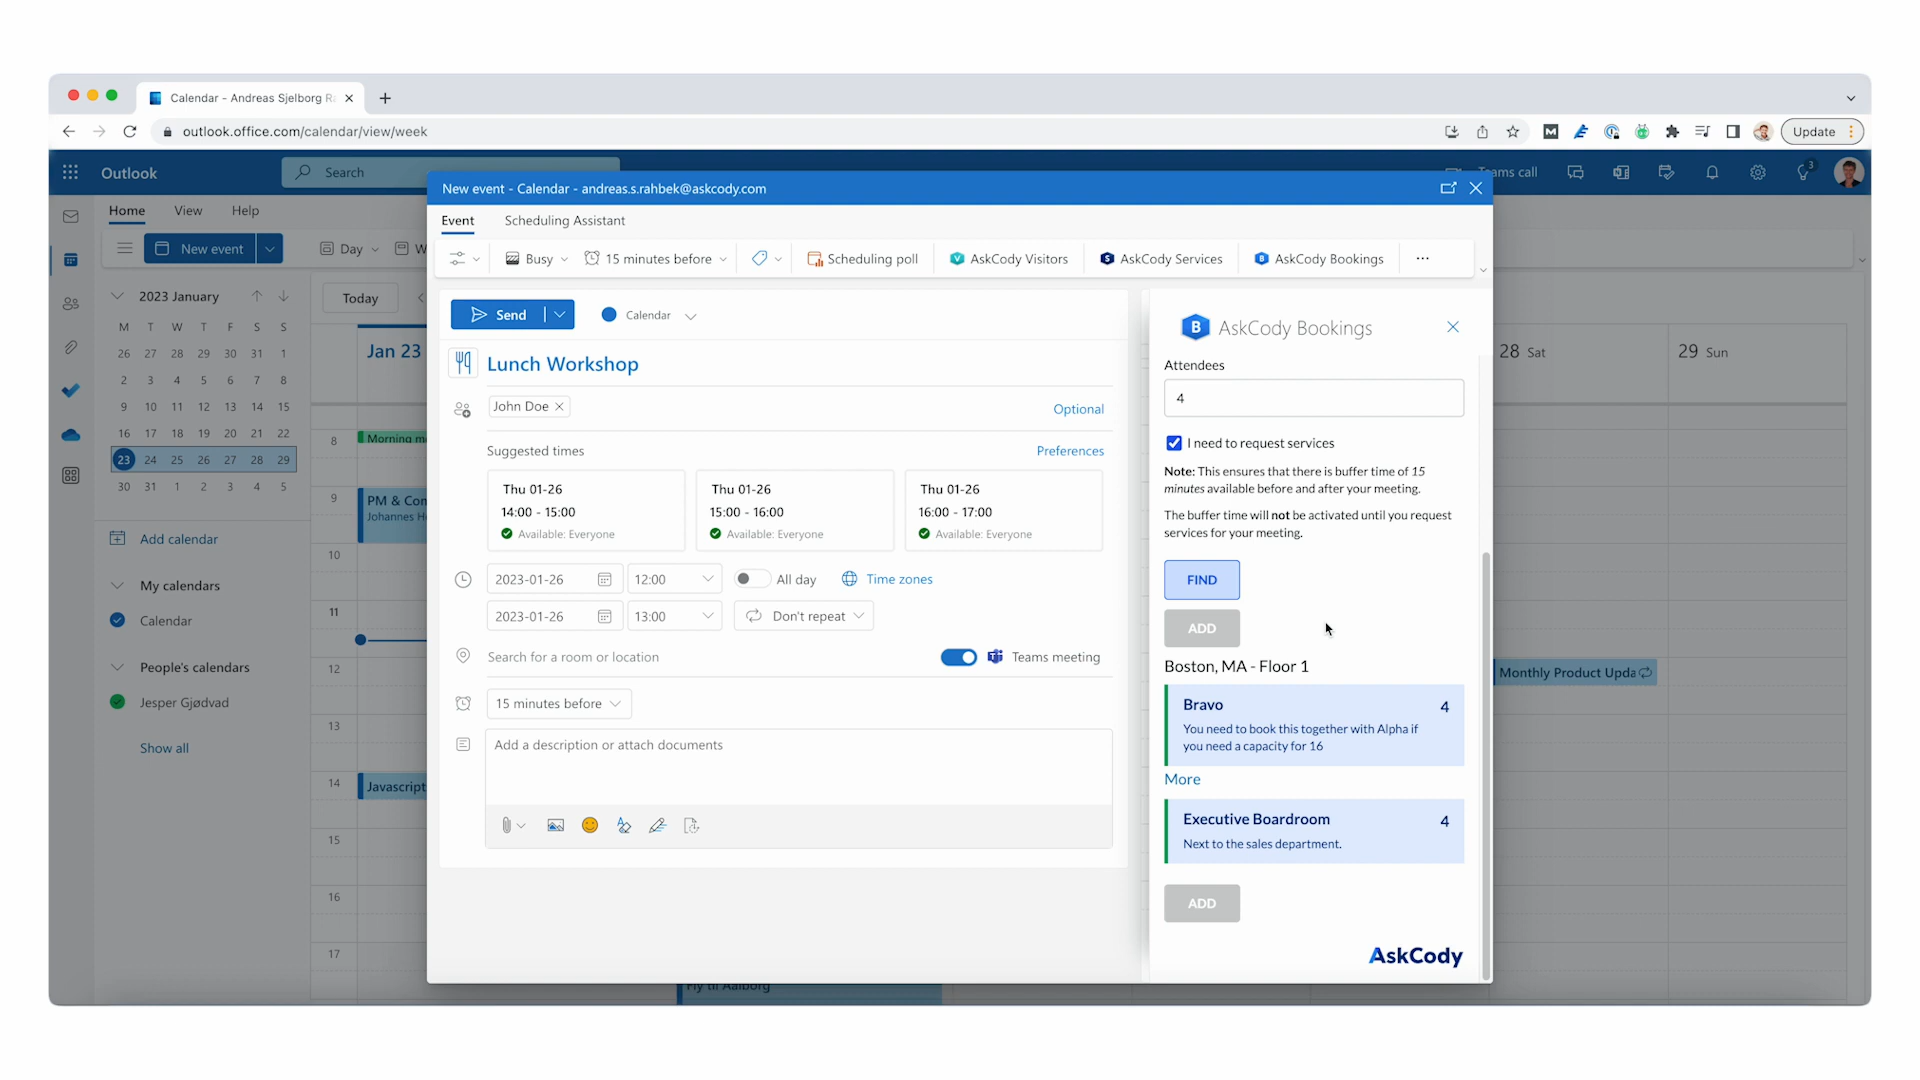 Calendar - Andreas Sjelborg R
outlook.office.com/calendar/view/week
M
Update
Outlook
Search
Teams call
3
Home
View
Help
New event
Day
W
New event - Calendar - andreas.s.rahbek@askcody.com
Event
Scheduling Assistant
Busy
15 minutes before
Scheduling poll
AskCody Visitors
AskCody Services
AskCody Bookings
2023 January
M T W T F S S
26 27 28 29 30 31 1
2 3 4 5 6 7 8
9 10 11 12 13 14 15
16 17 18 19 20 21 22
23 24 25 26 27 28 29
30 31 1 2 3 4 5
Add calendar
My calendars
Calendar
People's calendars
Jesper Gjødvad
Show all
Today
Jan 23
8
Morning m
9
PM & Con
Johannes H
10
11
12
13
14
Javascript
15
16
17
Fly til Aalborg
Send
Calendar
Lunch Workshop
John Doe
Optional
Suggested times
Preferences
Thu 01-26
14:00 - 15:00
Available: Everyone
Thu 01-26
15:00 - 16:00
Available: Everyone
Thu 01-26
16:00 - 17:00
Available: Everyone
2023-01-26
12:00
All day
Time zones
2023-01-26
13:00
Don't repeat
Search for a room or location
Teams meeting
15 minutes before
Add a description or attach documents
B AskCody Bookings
Attendees
4
I need to request services
Note: This ensures that there is buffer time of 15
minutes available before and after your meeting.
The buffer time will not be activated until you request
services for your meeting.
FIND
ADD
Boston, MA - Floor 1
Bravo
4
You need to book this together with Alpha if
you need a capacity for 16
More
Executive Boardroom
4
Next to the sales department.
ADD
AskCody
28 Sat
29 Sun
Monthly Product Upda